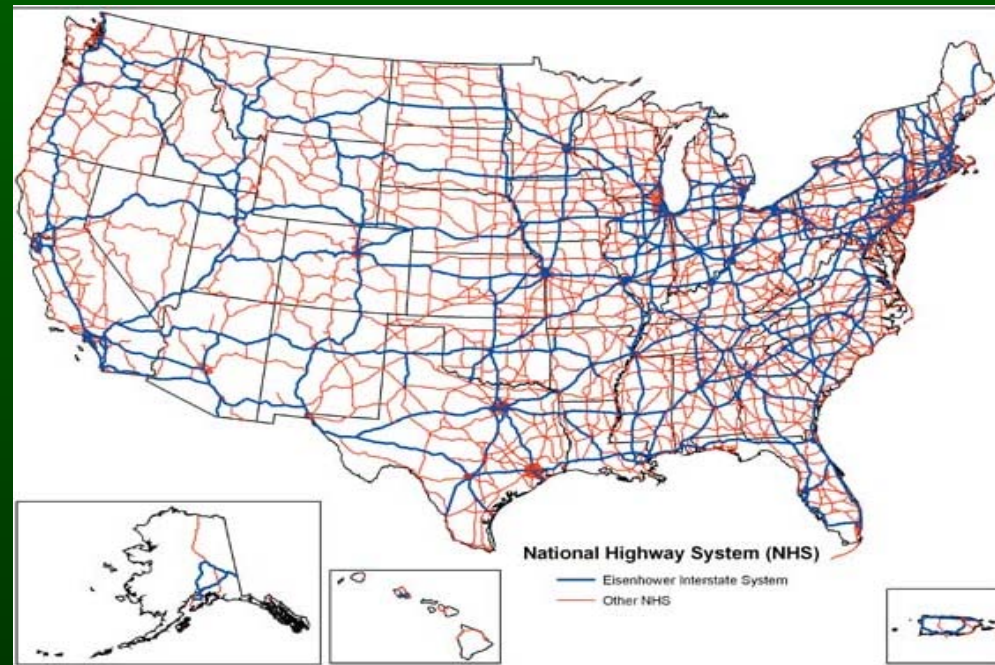 National Highway System (NHS)
Eisenhower Interstate System
Other NHS